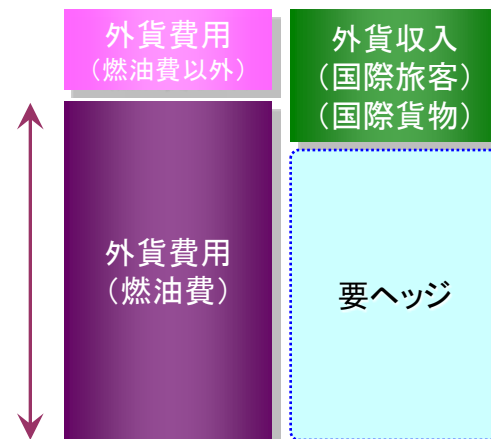 外貨費用
（燃油費以外）
外貨収入
（国際旅客）
（国際貨物）
外貨費用
（燃油費）
要ヘッジ